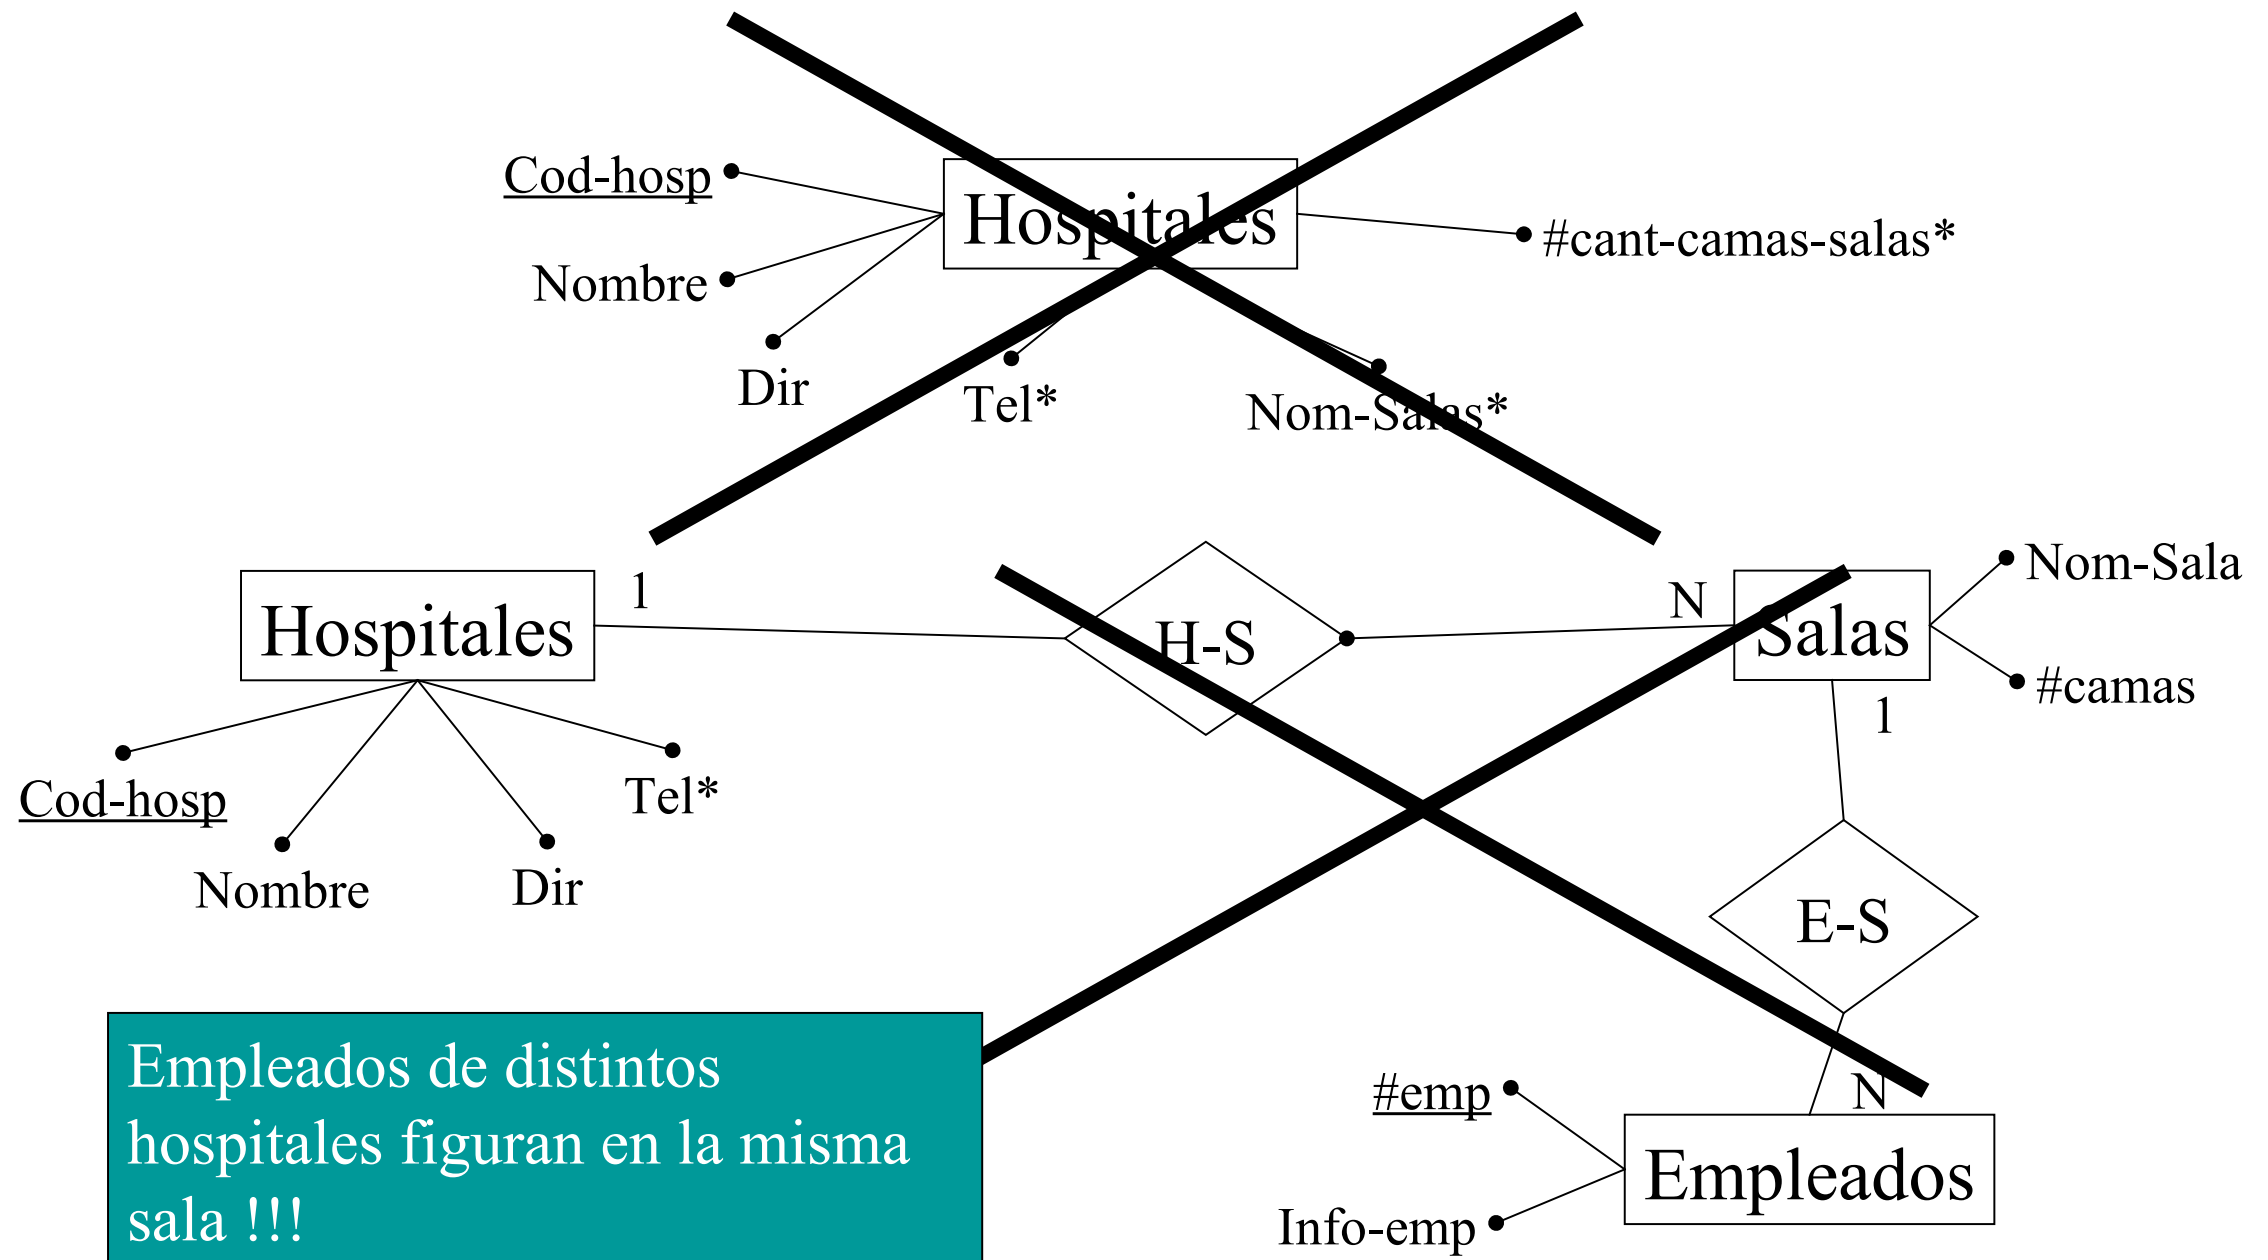 Cod-hosp
Hospitales
#cant-camas-salas*
Nombre
Dir
Tel*
Nom-Salas*
Hospitales
1
H-S
N
Salas
Nom-Sala
#camas
1
Cod-hosp
Nombre
Dir
Tel*
E-S
N
Empleados de distintos
hospitales figuran en la misma
sala !!!
#emp
Empleados
Info-emp